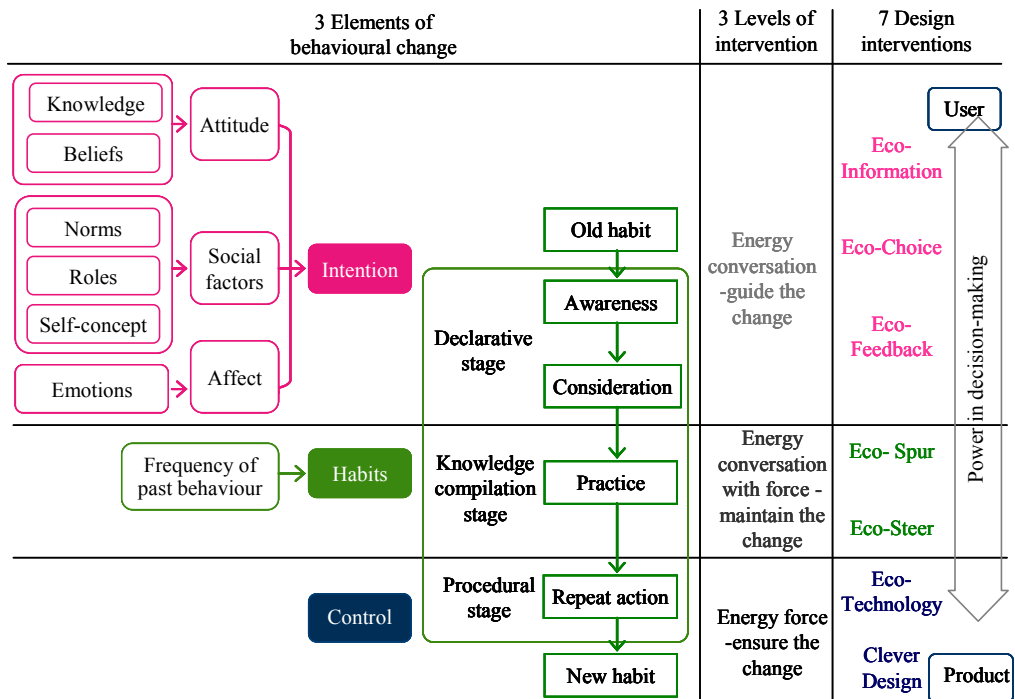 3 Elements of
behavioural change
3 Levels of
intervention
7 Design
interventions
Knowledge
Beliefs
Attitude
Norms
Roles
Self-concept
Social
factors
Emotions
Affect
Intention
Old habit
Awareness
Declarative
stage
Consideration
Energy
conversation
-guide the
change
User
Eco-
Information
Eco-Choice
Eco-
Feedback
Power in decision-making
Frequency of
past behaviour
Habits
Knowledge
compilation
stage
Practice
Energy
conversation
with force -
maintain the
change
Eco- Spur
Eco-Steer
Control
Procedural
stage
Repeat action
New habit
Energy force
-ensure the
change
Eco-
Technology
Clever
Design
Product